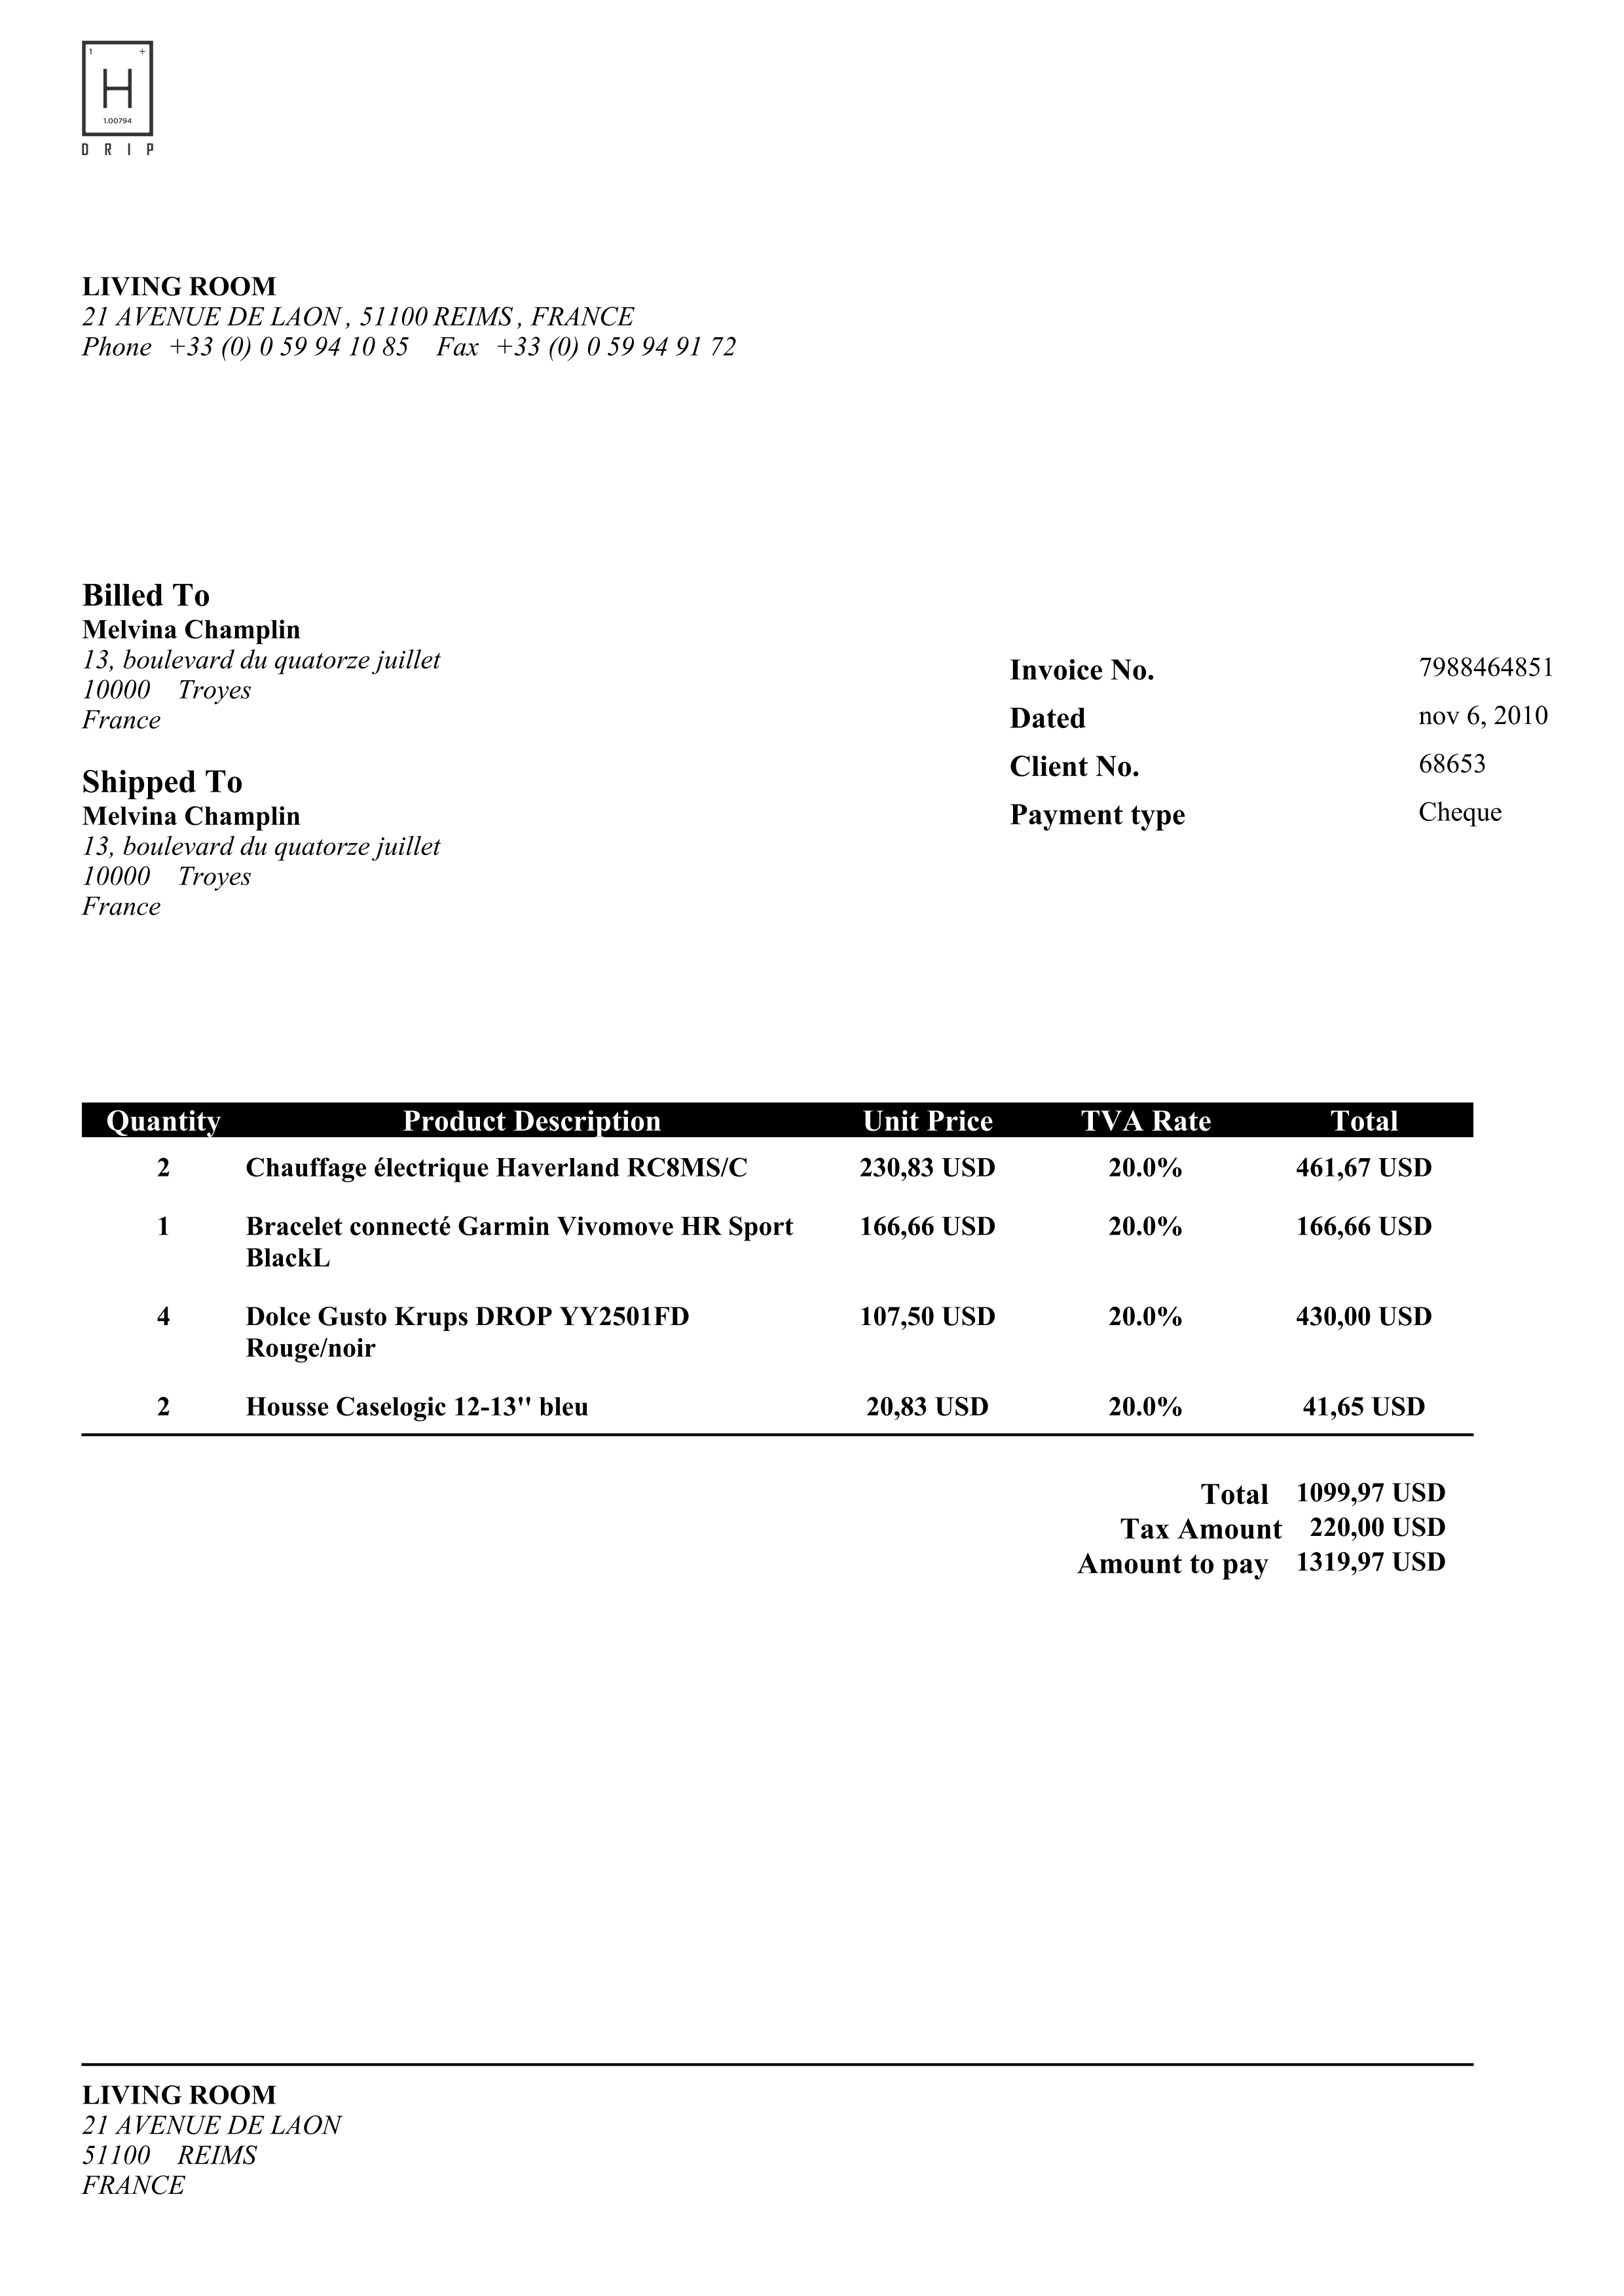 1 +
H
1.00794
DRIP
LIVING ROOM
21 AVENUE DE LAON , 51100 REIMS , FRANCE
Phone +33 (0) 0 59 94 10 85 Fax +33 (0) 0 59 94 91 72
Billed To
Melvina Champlin
13, boulevard du quatorze juillet
10000 Troyes
France
Shipped To
Melvina Champlin
13, boulevard du quatorze juillet
10000 Troyes
France
Invoice No. 7988464851
Dated nov 6, 2010
Client No. 68653
Payment type Cheque
Quantity Product Description Unit Price TVA Rate Total
2 Chauffage électrique Haverland RC8MS/C 230,83 USD 20.0% 461,67 USD
1 Bracelet connecté Garmin Vivomove HR Sport 166,66 USD 20.0% 166,66 USD
BlackL
4 Dolce Gusto Krups DROP YY2501FD 107,50 USD 20.0% 430,00 USD
Rouge/noir
2 Housse Caselogic 12-13'' bleu 20,83 USD 20.0% 41,65 USD
Total 1099,97 USD
Tax Amount 220,00 USD
Amount to pay 1319,97 USD
LIVING ROOM
21 AVENUE DE LAON
51100 REIMS
FRANCE